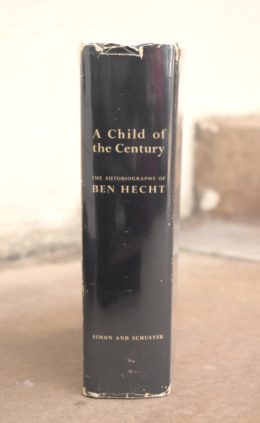 A Child of
the Century
THE AUTOBIOGRAPHY OF
BEN HECHT
SIMON AND SCHUSTER